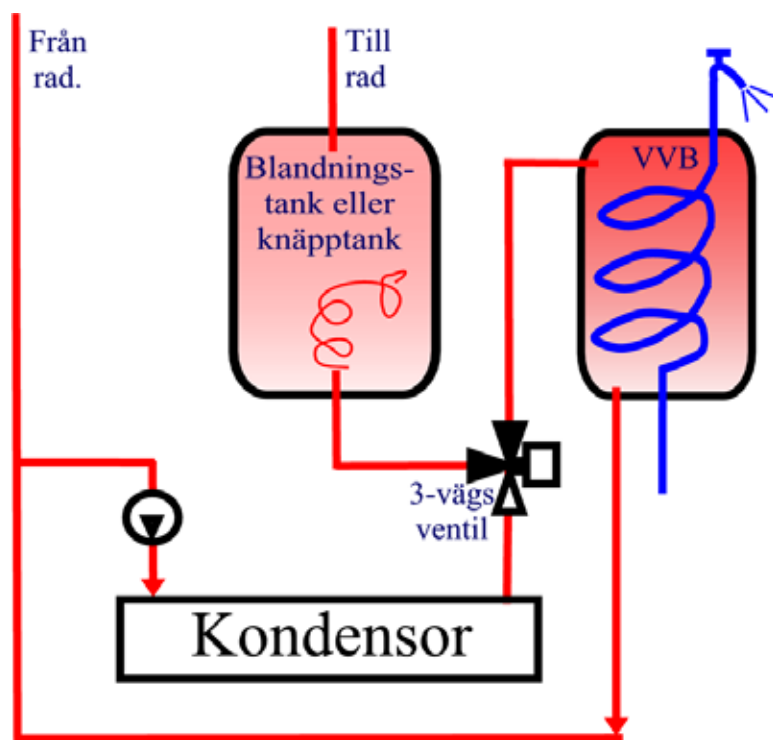 Från
rad.
Till
rad
Blandnings-
tank eller
knäpptank
VVB
3-vägs
ventil
Kondensor